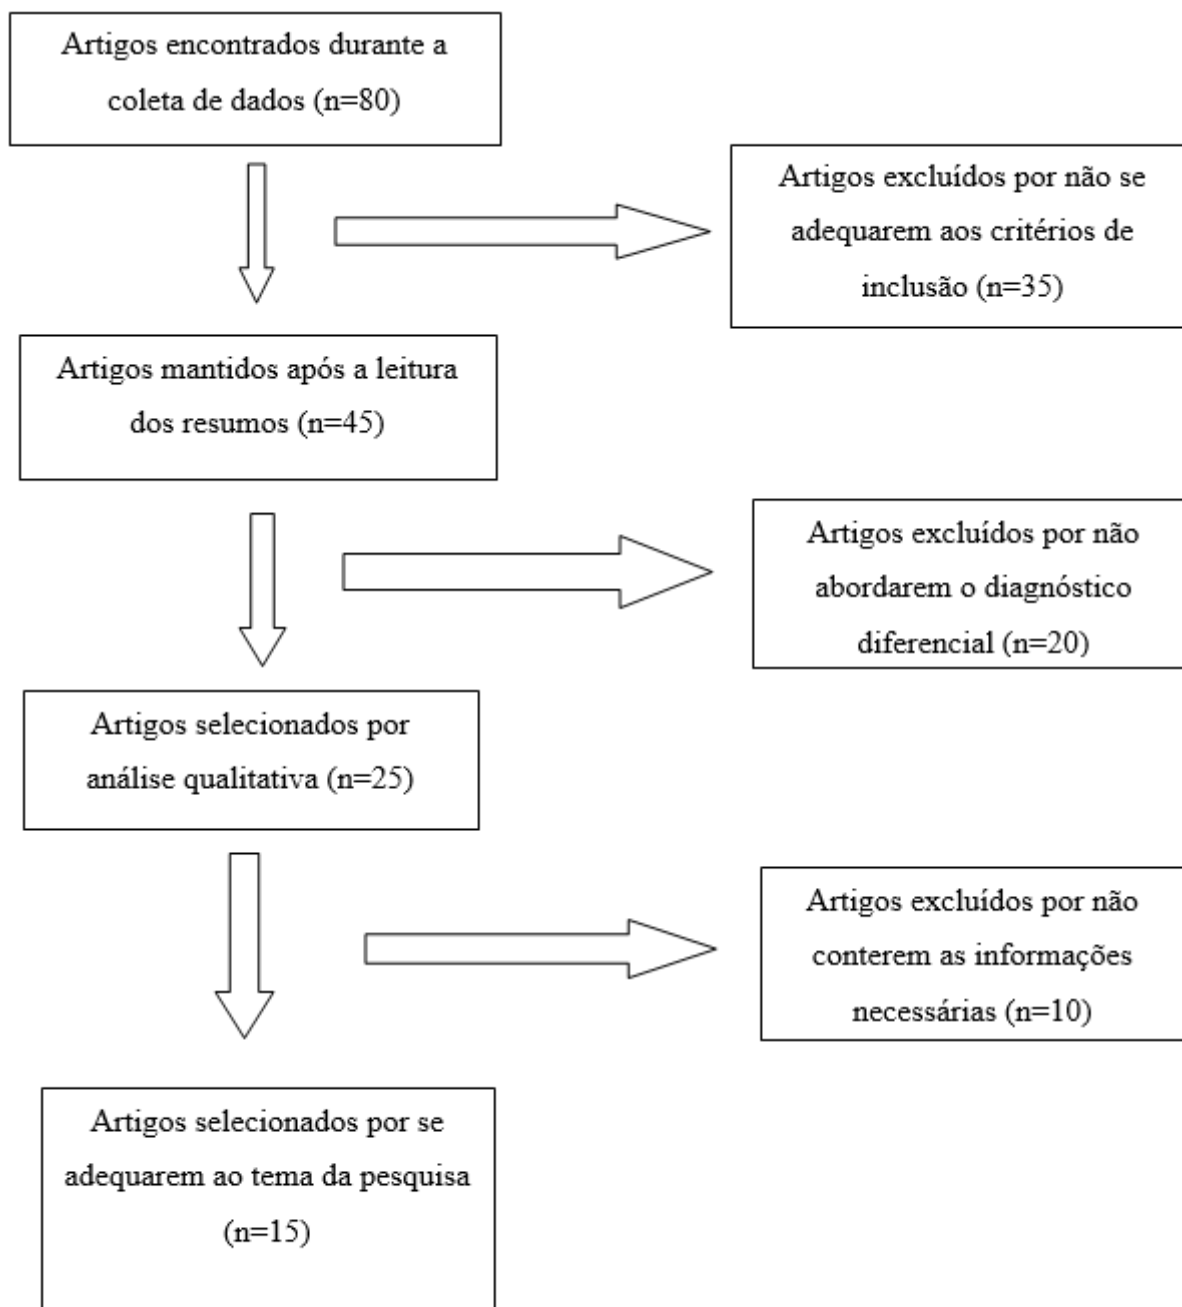 Artigos encontrados durante a
coleta de dados (n=80)
Artigos excluídos por não se
adequarem aos critérios de
inclusão (n=35)
Artigos mantidos após a leitura
dos resumos (n=45)
Artigos excluídos por não
abordarem o diagnóstico
diferencial (n=20)
Artigos selecionados por
análise qualitativa (n=25)
Artigos excluídos por não
conterem as informações
necessárias (n=10)
Artigos selecionados por se
adequarem ao tema da pesquisa
(n=15)